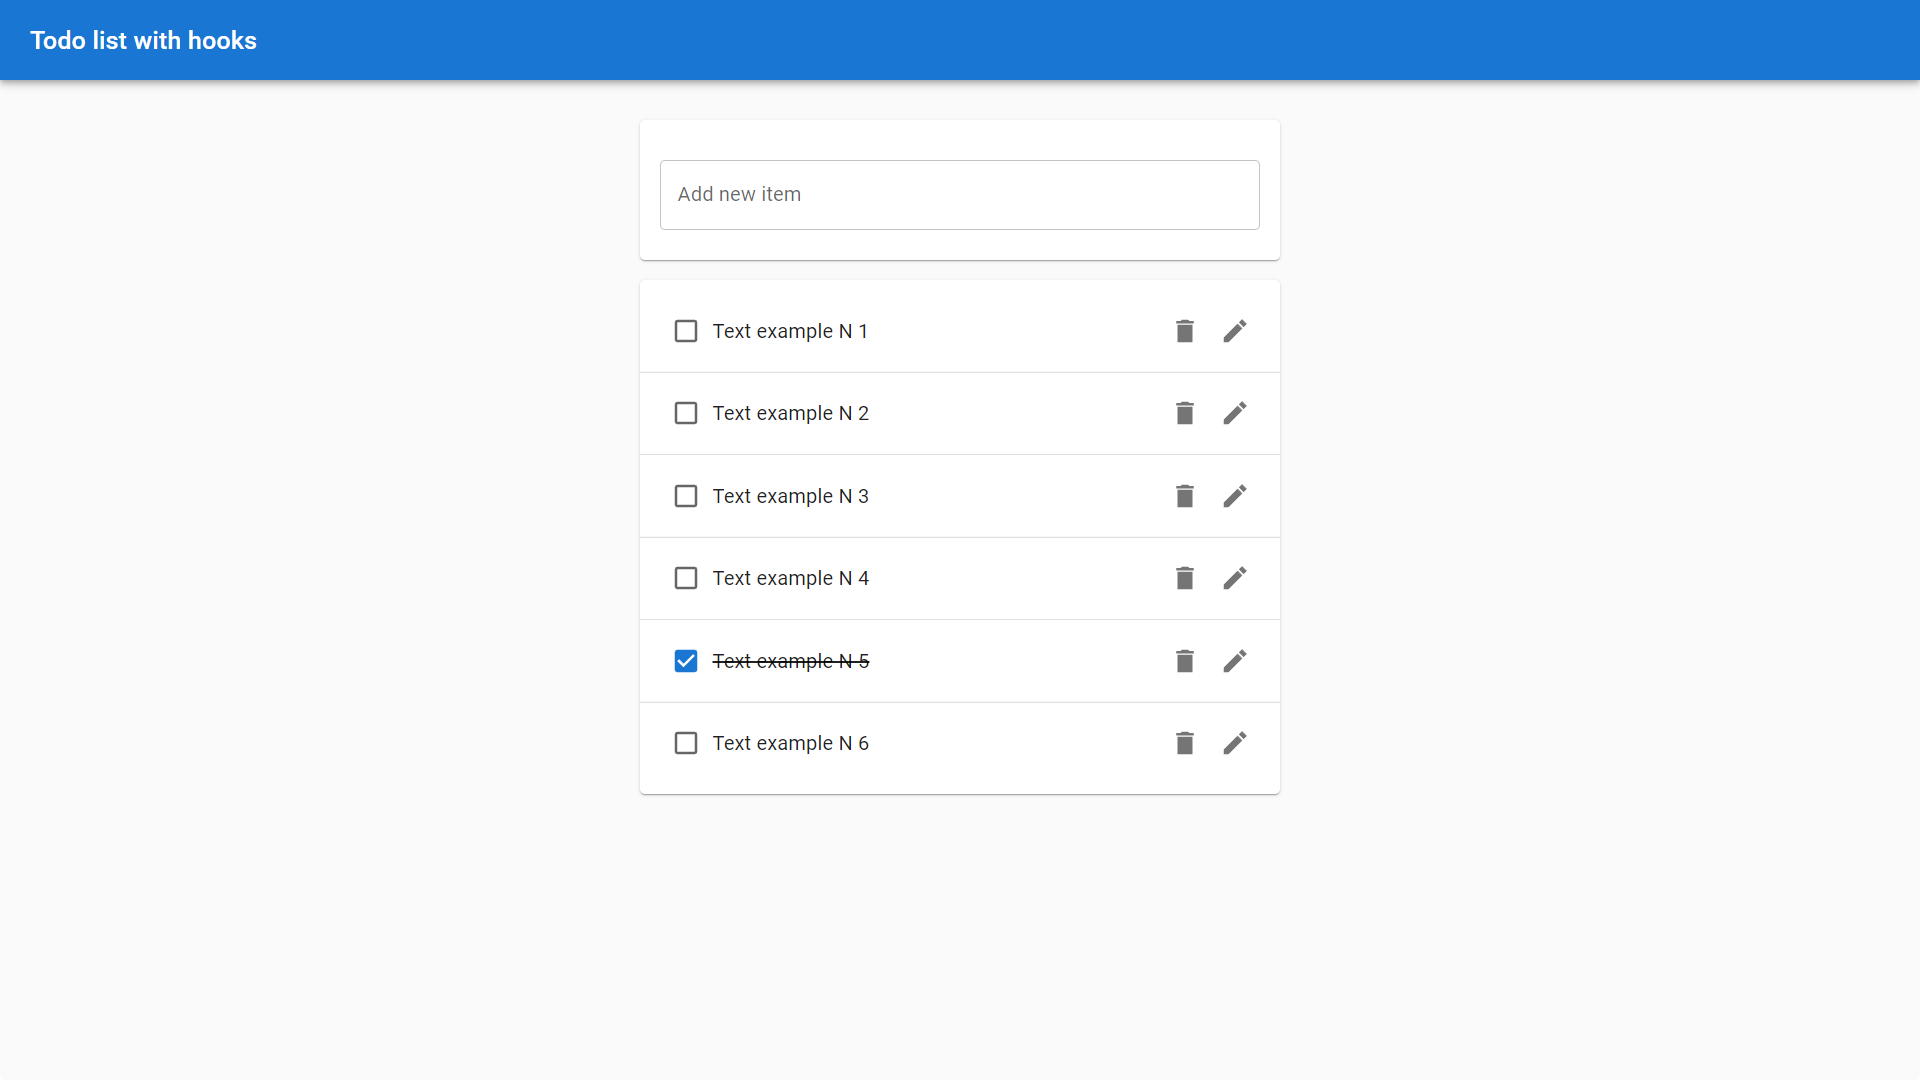 Todo list with hooks
Add new item
Text example N 1
Text example N 2
Text example N 3
Text example N 4
Text example N 5
Text example N 6